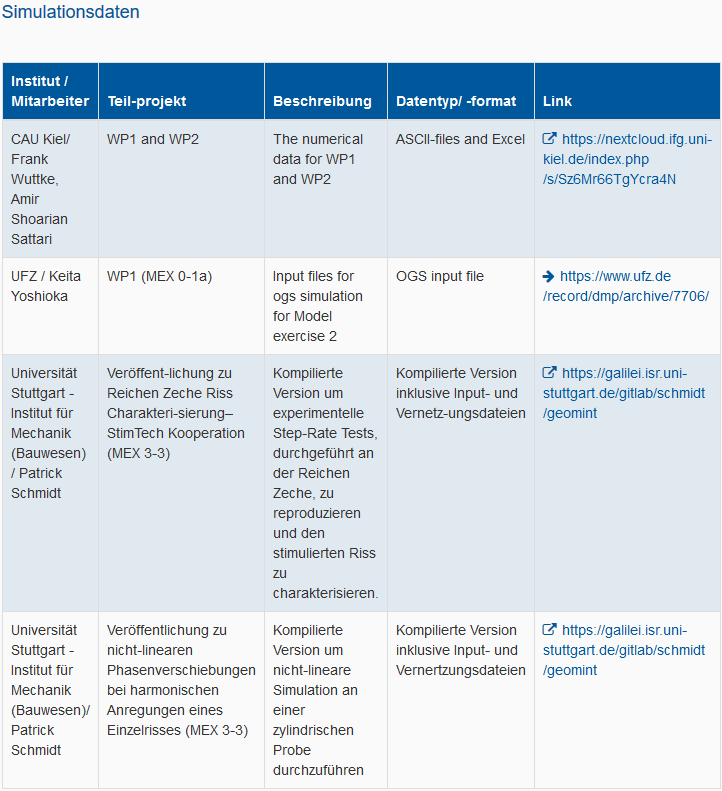 Simulationsdaten
Institut /
Mitarbeiter
Teil-projekt
Beschreibung
Datentyp/ -format
Link
CAU Kiel/
Frank
Wuttke,
Amir
Shoarian
Sattari
WP1 and WP2
The numerical
data for WP1
and WP2
ASCII-files and Excel
https://nextcloud.ifg.uni-
kiel.de/index.php
/s/Sz6Mr66TgYcra4N
UFZ / Keita
Yoshioka
WP1 (MEX 0-1a)
Input files for
ogs simulation
for Model
exercise 2
OGS input file
https://www.ufz.de
/record/dmp/archive/7706/
Universität
Stuttgart -
Institut für
Mechanik
(Bauwesen)
/ Patrick
Schmidt
Veröffent-lichung zu
Reichen Zeche Riss
Charakteri-sierung–
StimTech Kooperation
(MEX 3-3)
Kompilierte
Version um
experimentelle
Step-Rate Tests,
durchgeführt an
der Reichen
Zeche, zu
reproduzieren
und den
stimulierten Riss
zu
charakterisieren.
Kompilierte Version
inklusive Input- und
Vernetz-ungsdateien
https://galilei.isr.uni-
stuttgart.de/gitlab/schmidt
/geomint
Universität
Stuttgart -
Institut für
Mechanik
(Bauwesen)/
Patrick
Schmidt
Veröffentlichung zu
nicht-linearen
Phasenverschiebungen
bei harmonischen
Anregungen eines
Einzelrisses (MEX 3-3)
Kompilierte
Version um
nicht-lineare
Simulation an
einer
zylindrischen
Probe
durchzuführen
Kompilierte Version
inklusive Input- und
Vernertzungsdateien
https://galilei.isr.uni-
stuttgart.de/gitlab/schmidt
/geomint